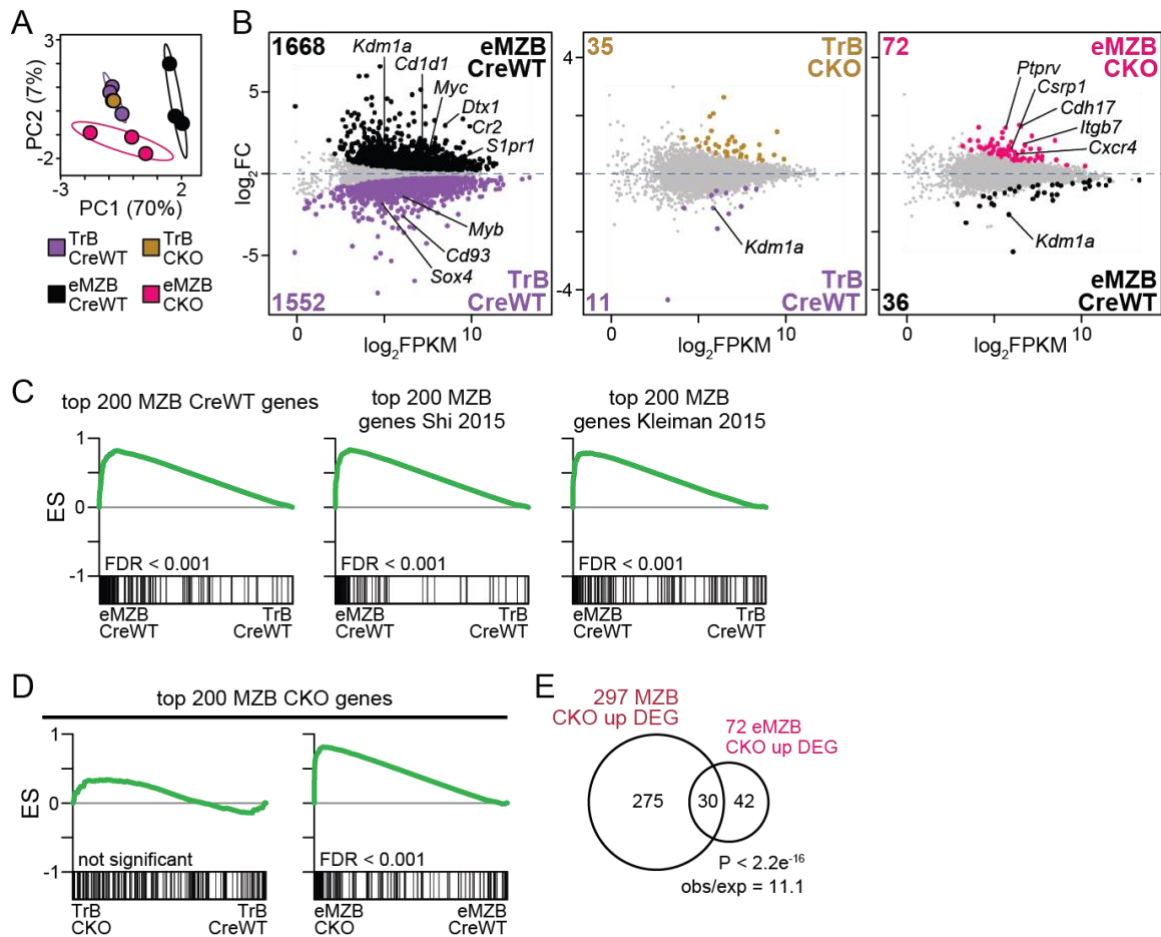 A
3
PC2 (7%)
-2
-3
2
PC1 (70%)
TrB
CreWT
TrB
CKO
eMZB
CreWT
eMZB
CKO
B
1668
Kdm1a
eMZB
CreWT
Cd1d1
Myc
Dtx1
Cr2
S1pr1
5
log2FC
-5
Myb
Cd93
Sox4
1552
TrB
CreWT
0
10
log2FPKM
4
35
TrB
CKO
Kdm1a
-4
11
TrB
CreWT
0
10
log2FPKM
72
eMZB
CKO
Ptprv
Csrp1
Cdh17
Itgb7
Cxcr4
Kdm1a
36
eMZB
CreWT
0
10
log2FPKM
C
top 200 MZB CreWT genes
top 200 MZB
genes Shi 2015
top 200 MZB
genes Kleiman 2015
1
ES
0
-1
FDR < 0.001
FDR < 0.001
FDR < 0.001
eMZB
CreWT
TrB
CreWT
eMZB
CreWT
TrB
CreWT
eMZB
CreWT
TrB
CreWT
D
top 200 MZB CKO genes
1
ES
0
-1
not significant
FDR < 0.001
TrB
CKO
TrB
CreWT
eMZB
CKO
eMZB
CreWT
E
297 MZB
CKO up DEG
72 eMZB
CKO up DEG
275
30
42
P < 2.2e-16
obs/exp = 11.1